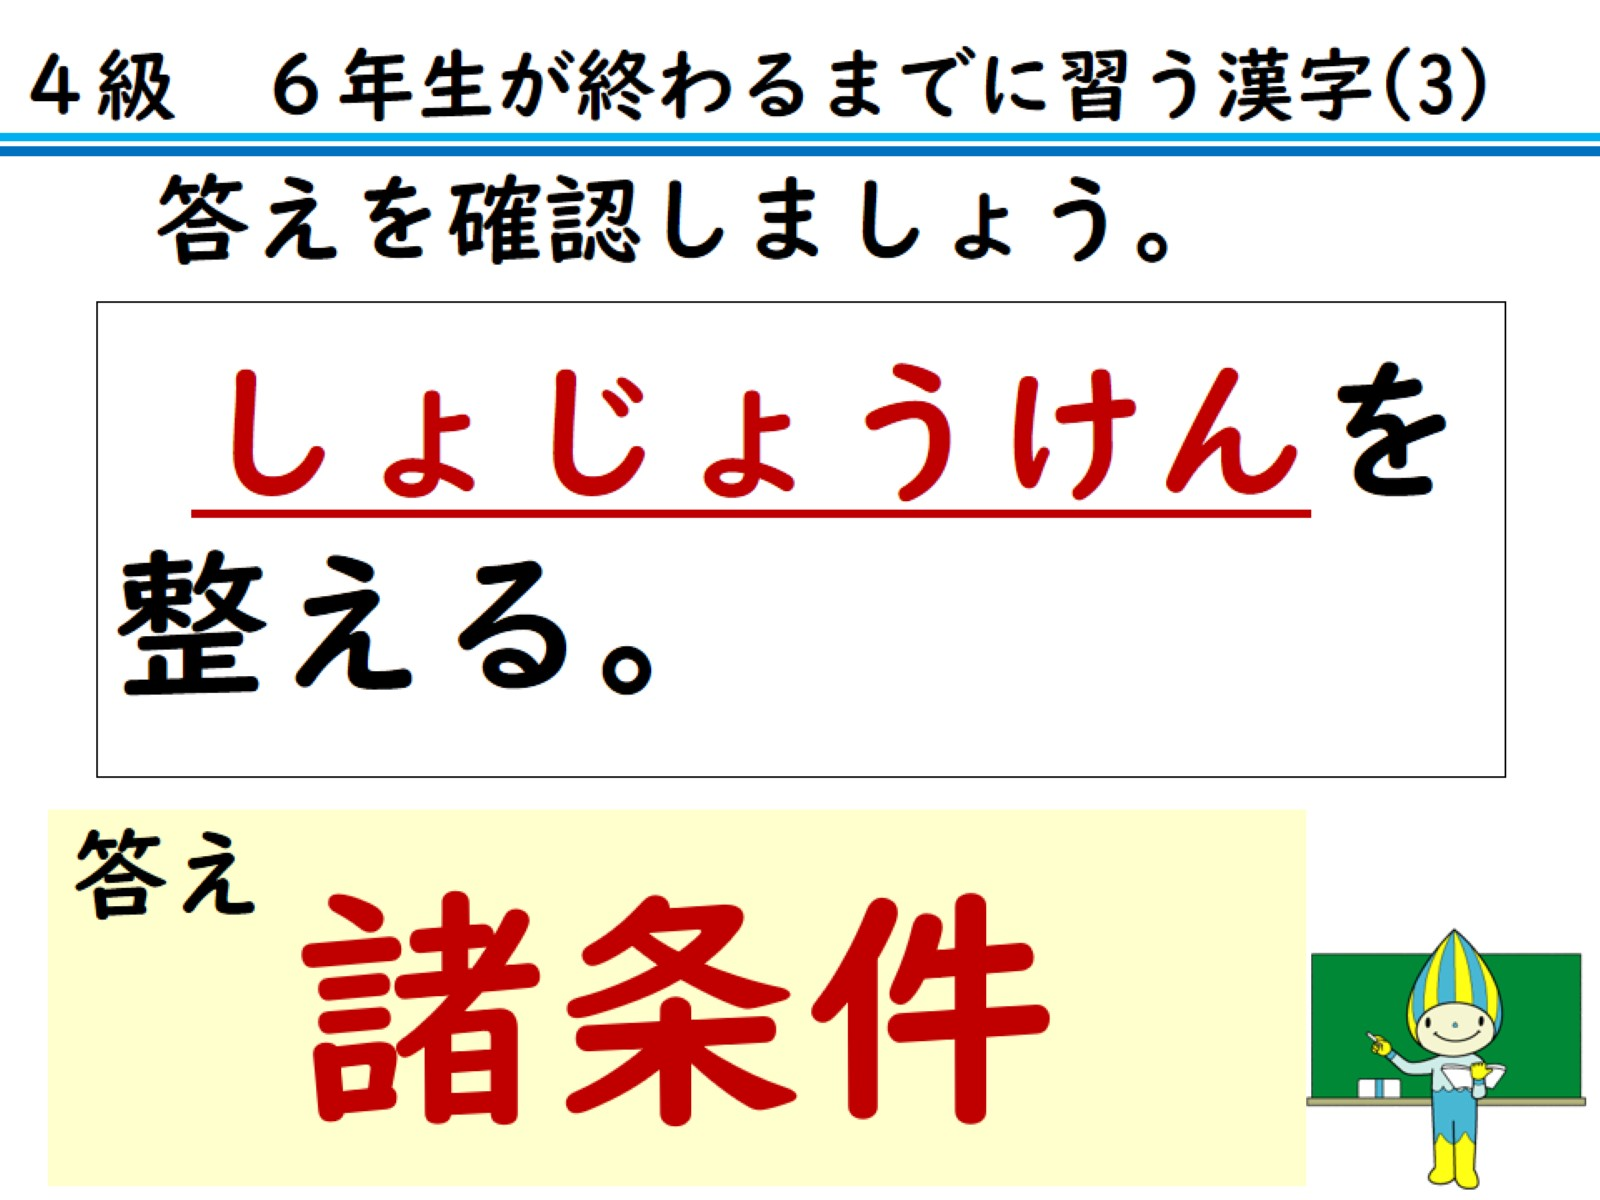 ４級　６年生が終わるまでに習う漢字(3)
答えを確認しましょう。
しょじょうけんを
整える。
答え
諸条件